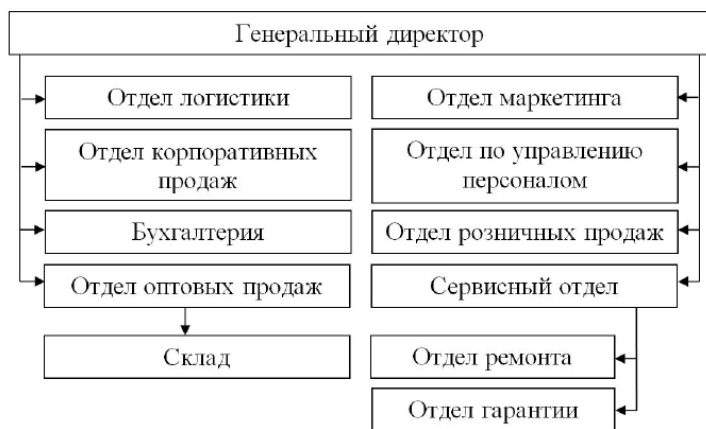 Генеральный директор
Отдел логистики
Отдел маркетинга
Отдел корпоративных
продаж
Отдел по управлению
персоналом
Бухгалтерия
Отдел розничных продаж
Отдел оптовых продаж
Сервисный отдел
Склад
Отдел ремонта
Отдел гарантии